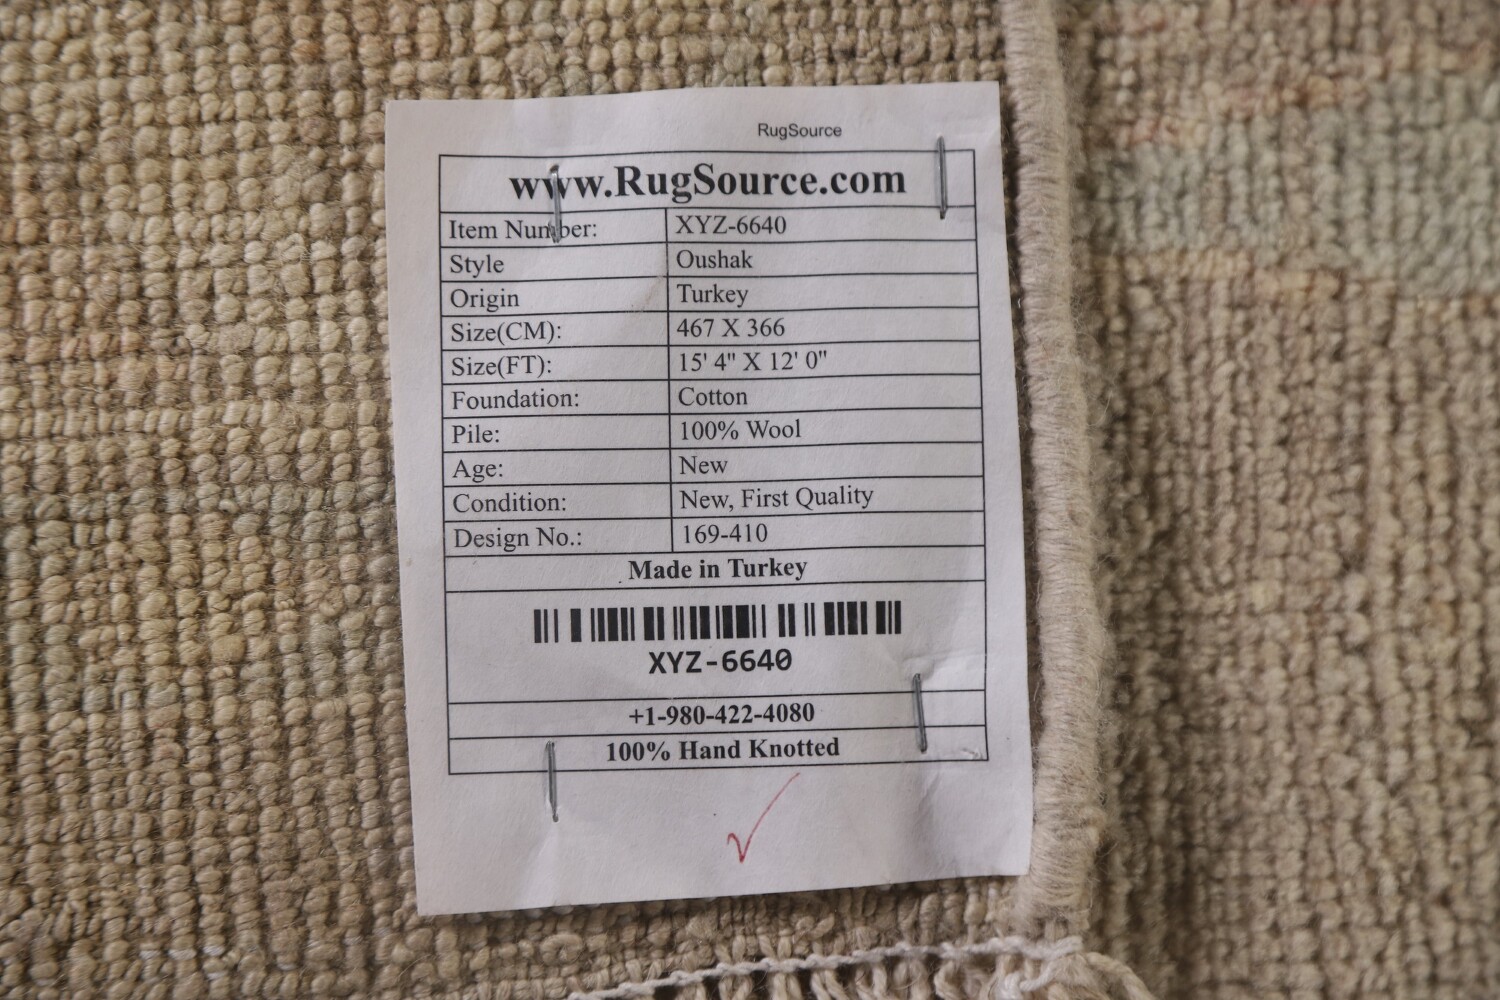 RugSource
www.RugSource.com
Item Number: XYZ-6640
Style Oushak
Origin Turkey
Size(CM): 467 X 366
Size(FT): 15' 4" X 12' 0"
Foundation: Cotton
Pile: 100% Wool
Age: New
Condition: New, First Quality
Design No.: 169-410
Made in Turkey
XYZ-6640
+1-980-422-4080
100% Hand Knotted